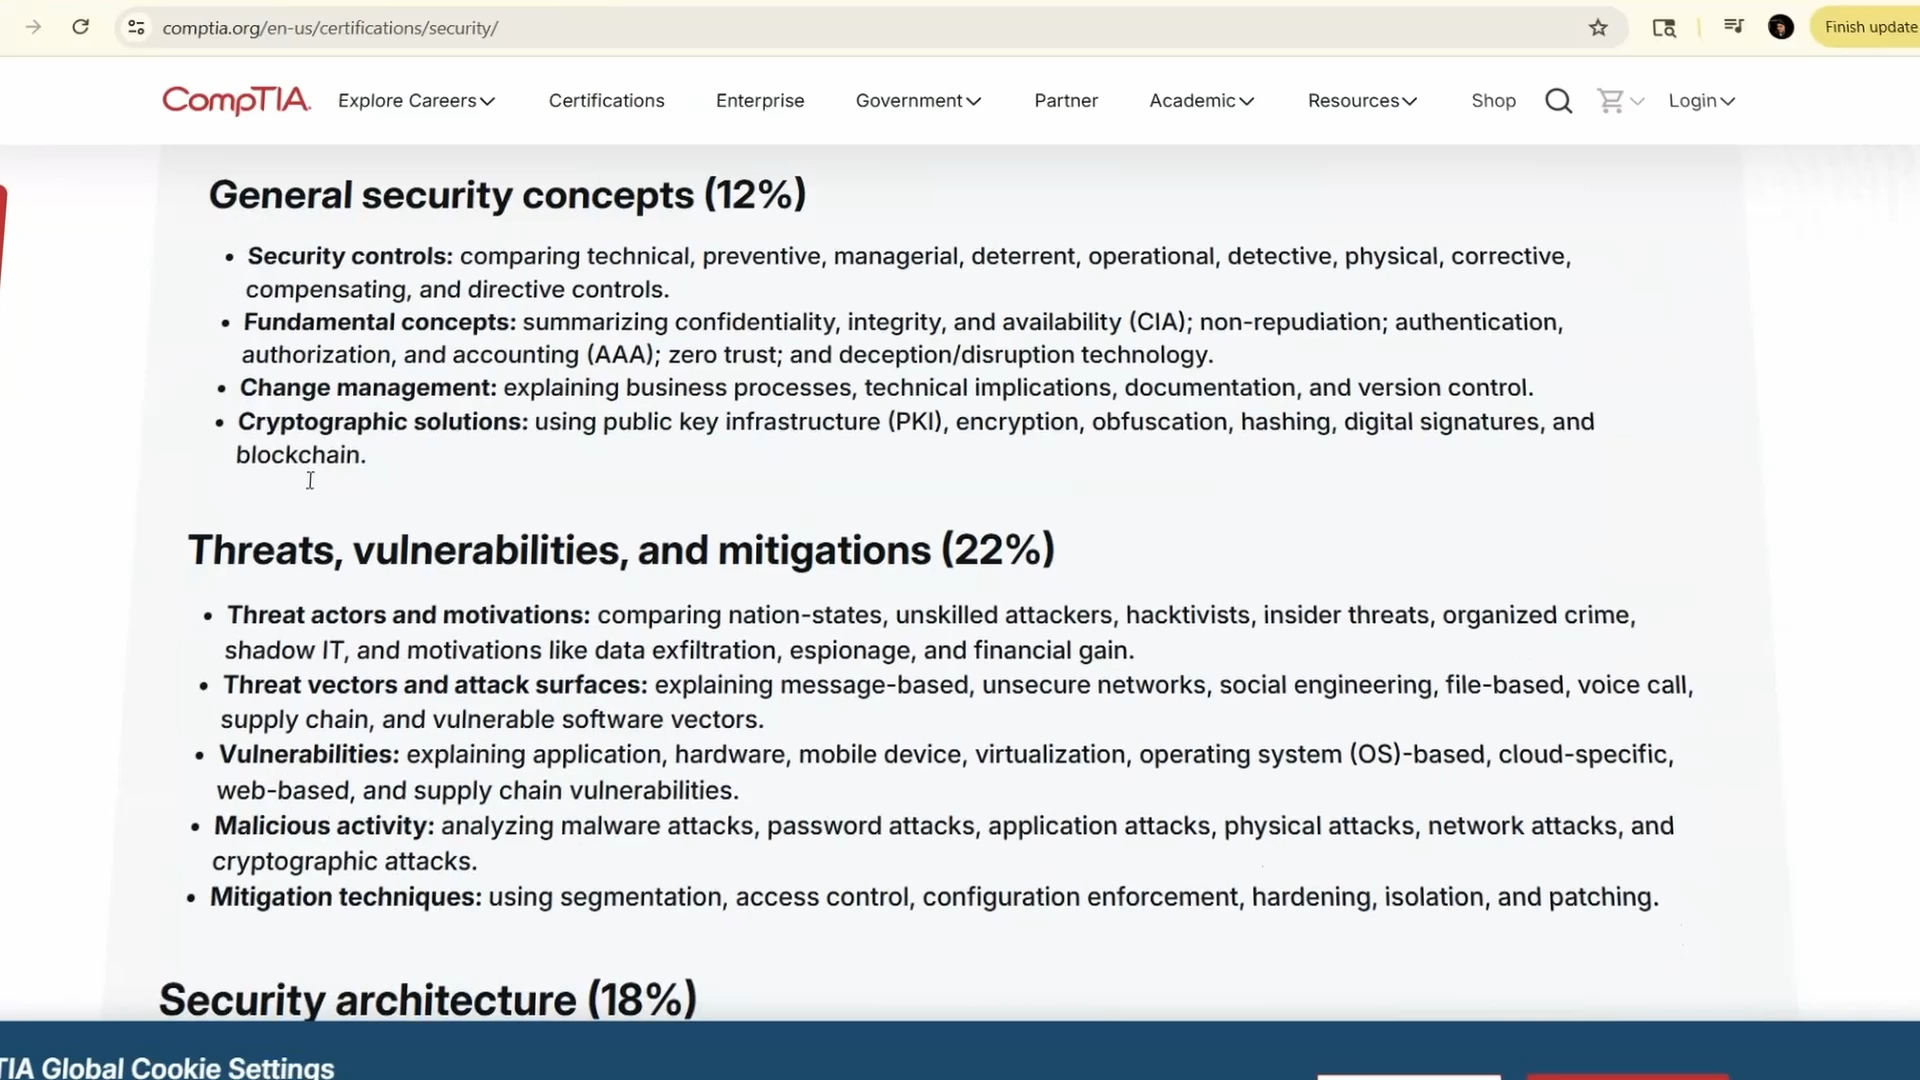 comptia.org/en-us/certifications/security/
Finish update
CompTIA. Explore Careers Certifications Enterprise Government Partner Academic Resources Shop Login
General security concepts (12%)
• Security controls: comparing technical, preventive, managerial, deterrent, operational, detective, physical, corrective,
compensating, and directive controls.
• Fundamental concepts: summarizing confidentiality, integrity, and availability (CIA); non-repudiation; authentication,
authorization, and accounting (AAA); zero trust; and deception/disruption technology.
• Change management: explaining business processes, technical implications, documentation, and version control.
• Cryptographic solutions: using public key infrastructure (PKI), encryption, obfuscation, hashing, digital signatures, and
blockchain.
Threats, vulnerabilities, and mitigations (22%)
• Threat actors and motivations: comparing nation-states, unskilled attackers, hacktivists, insider threats, organized crime,
shadow IT, and motivations like data exfiltration, espionage, and financial gain.
• Threat vectors and attack surfaces: explaining message-based, unsecure networks, social engineering, file-based, voice call,
supply chain, and vulnerable software vectors.
• Vulnerabilities: explaining application, hardware, mobile device, virtualization, operating system (OS)-based, cloud-specific,
web-based, and supply chain vulnerabilities.
• Malicious activity: analyzing malware attacks, password attacks, application attacks, physical attacks, network attacks, and
cryptographic attacks.
• Mitigation techniques: using segmentation, access control, configuration enforcement, hardening, isolation, and patching.
Security architecture (18%)
TIA Global Cookie Settings